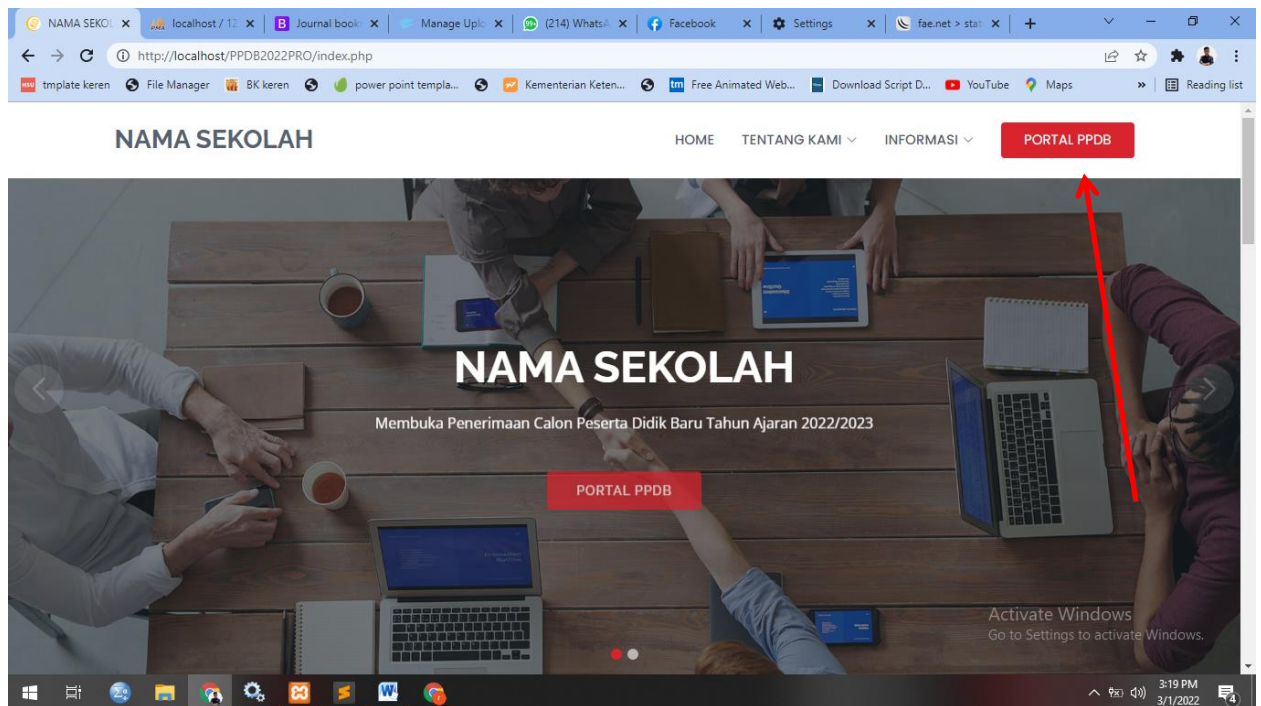 NAMA SEKOL
localhost / 12
Journal book
Manage Uplo
(214) WhatsA
Facebook
Settings
fae.net > stat
http://localhost/PPDB2022PRO/index.php
tmplate keren
File Manager
BK keren
power point templa...
Kementerian Keten...
tm Free Animated Web...
Download Script D...
YouTube
Maps
»
Reading list
NAMA SEKOLAH
HOME
TENTANG KAMI
INFORMASI
PORTAL PPDB
NAMA SEKOLAH
Membuka Penerimaan Calon Peserta Didik Baru Tahun Ajaran 2022/2023
PORTAL PPDB
Activate Windows
Go to Settings to activate Windows.
3:19 PM
3/1/2022
4